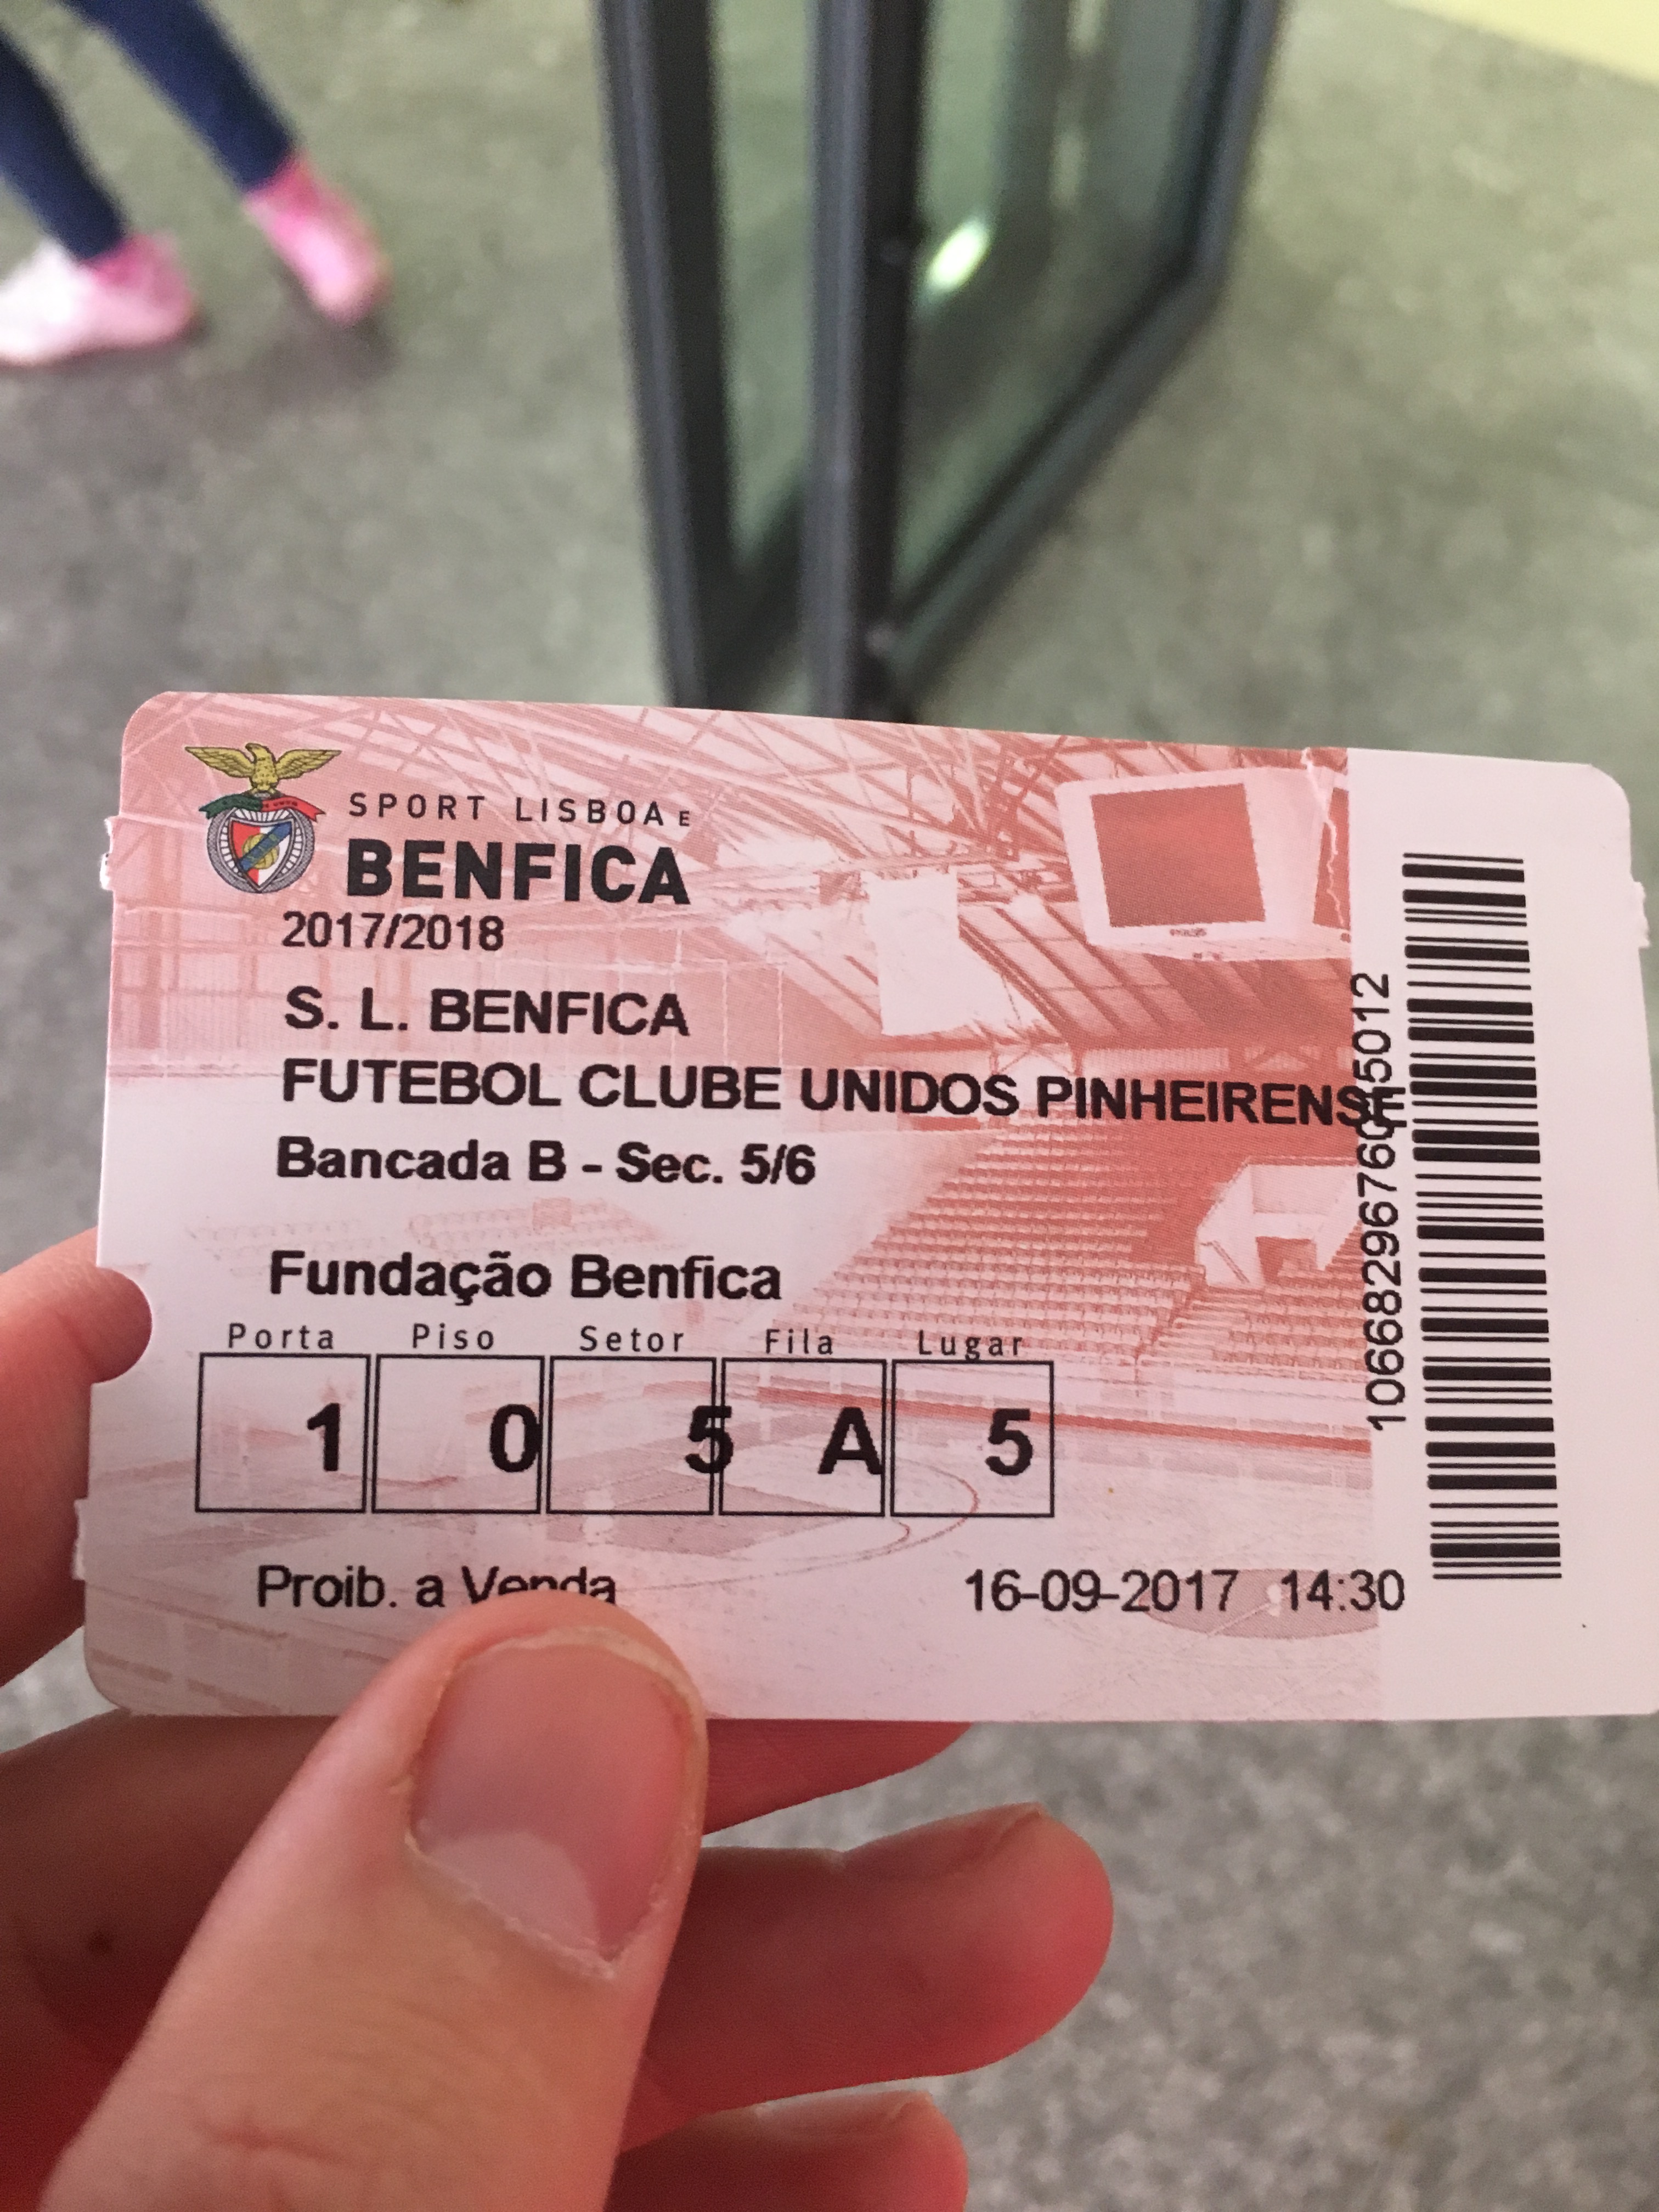 SPORT LISBOA E
BENFICA
2017/2018
S. L. BENFICA
FUTEBOL CLUBE UNIDOS PINHEIRENSE
Bancada B - Sec. 5/6
Fundação Benfica
Porta Piso Setor Fila Lugar
1 0 5 A 5
Proib. a Venda
16-09-2017 14:30